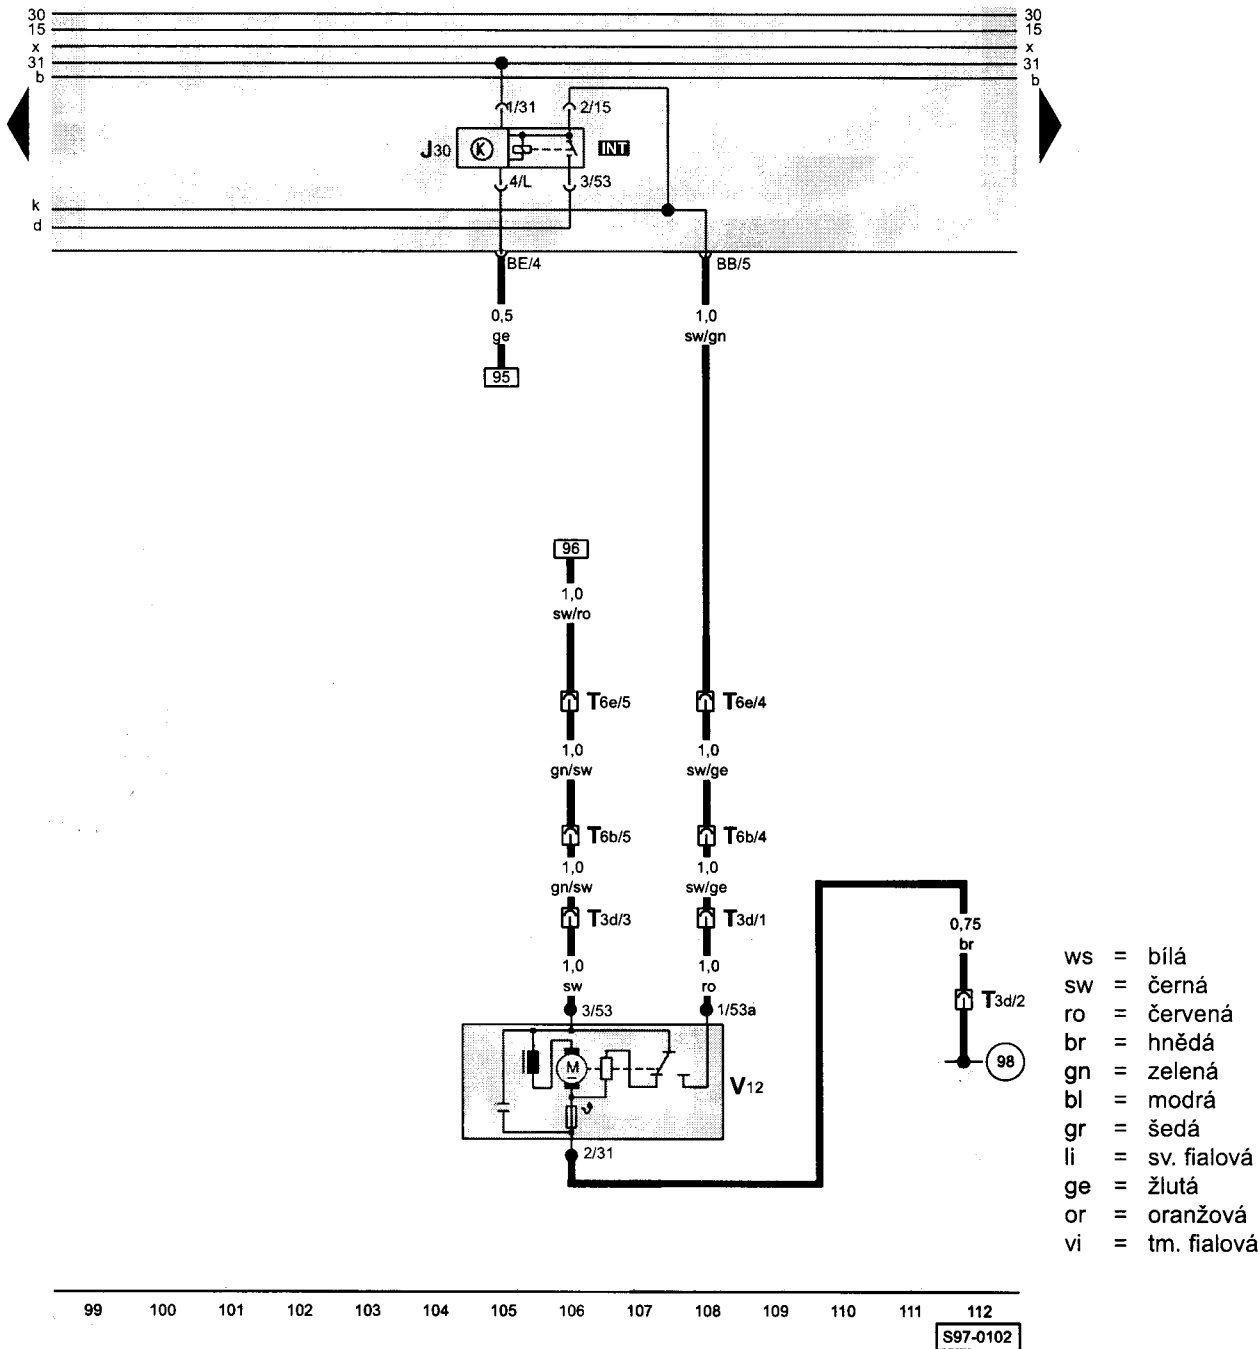 30 30
15 15
x x
31 31
b b
1/31 2/15
J30 K INT
4/L 3/53
k
d
BE/4 BB/5
0,5 1,0
ge sw/gn
95
96
1,0
sw/ro
T6e/5 T6e/4
1,0 1,0
gn/sw sw/ge
T6b/5 T6b/4
1,0 1,0
gn/sw sw/ge
T3d/3 T3d/1
1,0 1,0
sw ro
3/53 1/53a
M
V12
ϑ
2/31
0,75
br
T3d/2
98
ws = bílá
sw = černá
ro = červená
br = hnědá
gn = zelená
bl = modrá
gr = šedá
li = sv. fialová
ge = žlutá
or = oranžová
vi = tm. fialová
99 100 101 102 103 104 105 106 107 108 109 110 111 112
S97-0102